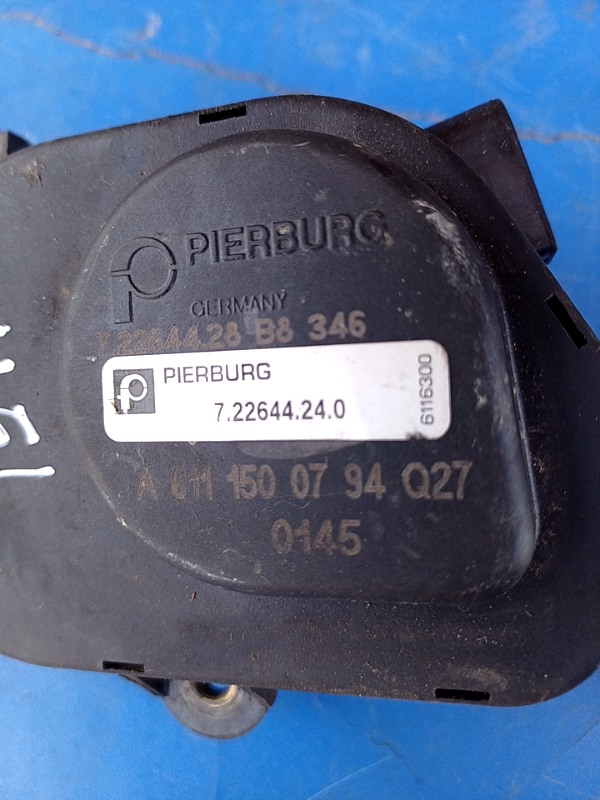 PIERBURG
GERMANY
7.22644.28 B8 346
PIERBURG
7.22644.24.0
6116300
A 611 150 07 94 Q27
0145